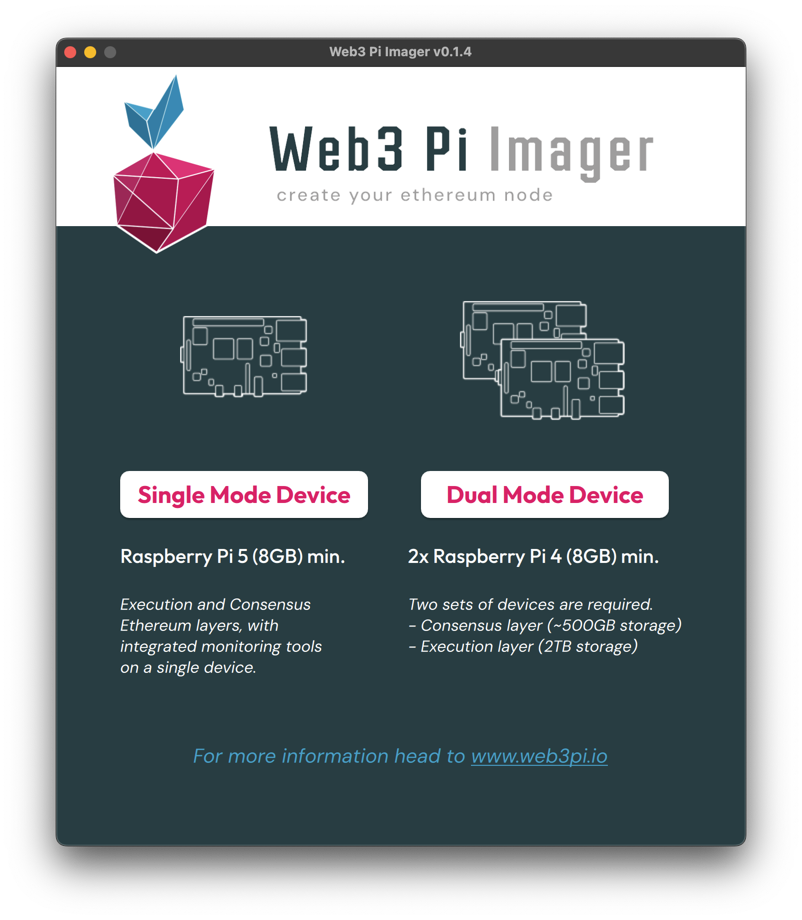 Web3 Pi Imager v0.1.4
Web3 Pi Imager
create your ethereum node
Single Mode Device
Raspberry Pi 5 (8GB) min.
Execution and Consensus
Ethereum layers, with
integrated monitoring tools
on a single device.
Dual Mode Device
2x Raspberry Pi 4 (8GB) min.
Two sets of devices are required.
- Consensus layer (~500GB storage)
- Execution layer (2TB storage)
For more information head to www.web3pi.io